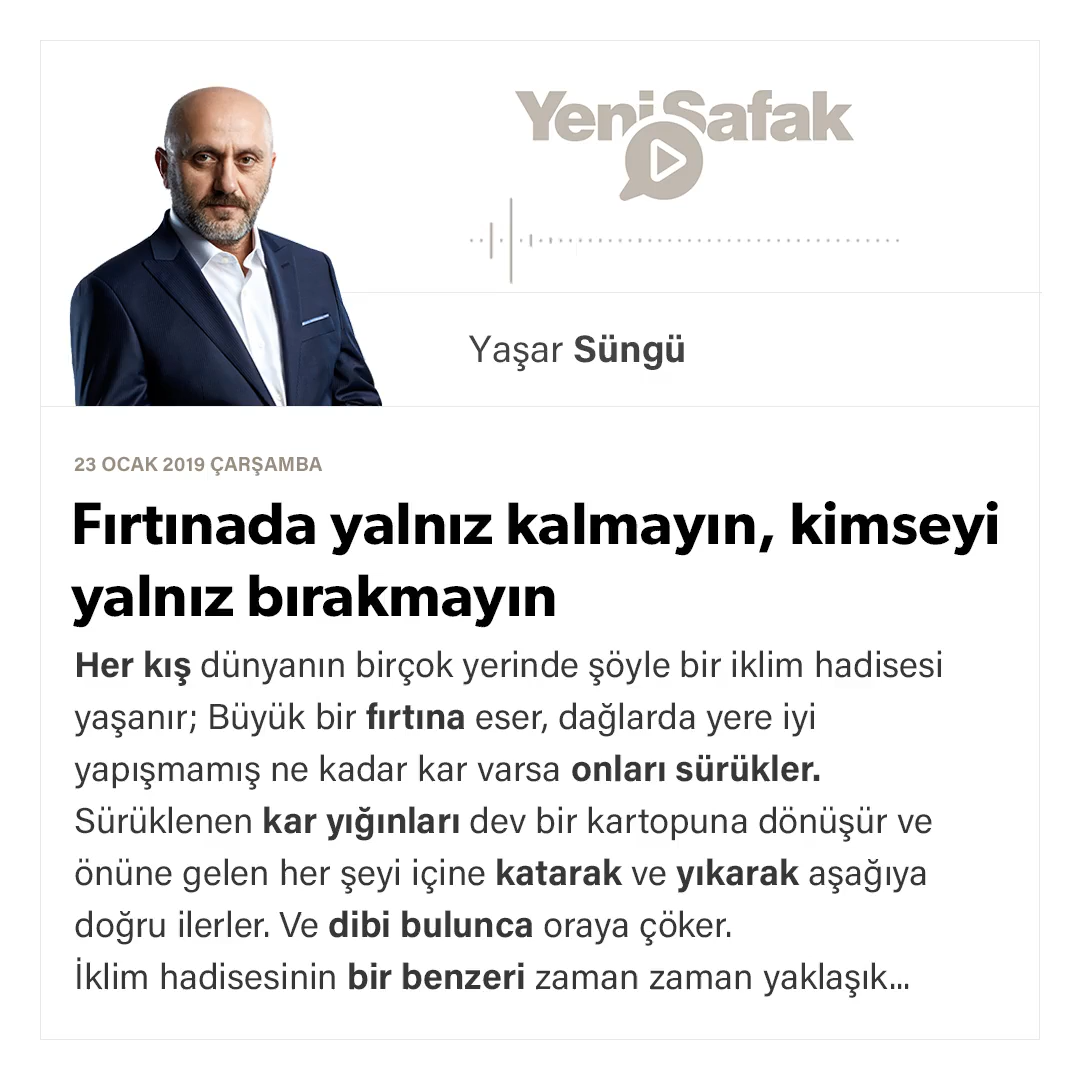 YeniŞafak
Yaşar Süngü
23 OCAK 2019 ÇARŞAMBA
Fırtınada yalnız kalmayın, kimseyi
yalnız bırakmayın
Her kış dünyanın birçok yerinde şöyle bir iklim hadisesi
yaşanır; Büyük bir fırtına eser, dağlarda yere iyi
yapışmamış ne kadar kar varsa onları sürükler.
Sürüklenen kar yığınları dev bir kartopuna dönüşür ve
önüne gelen her şeyi içine katarak ve yıkarak aşağıya
doğru ilerler. Ve dibi bulunca oraya çöker.
İklim hadisesinin bir benzeri zaman zaman yaklaşık...